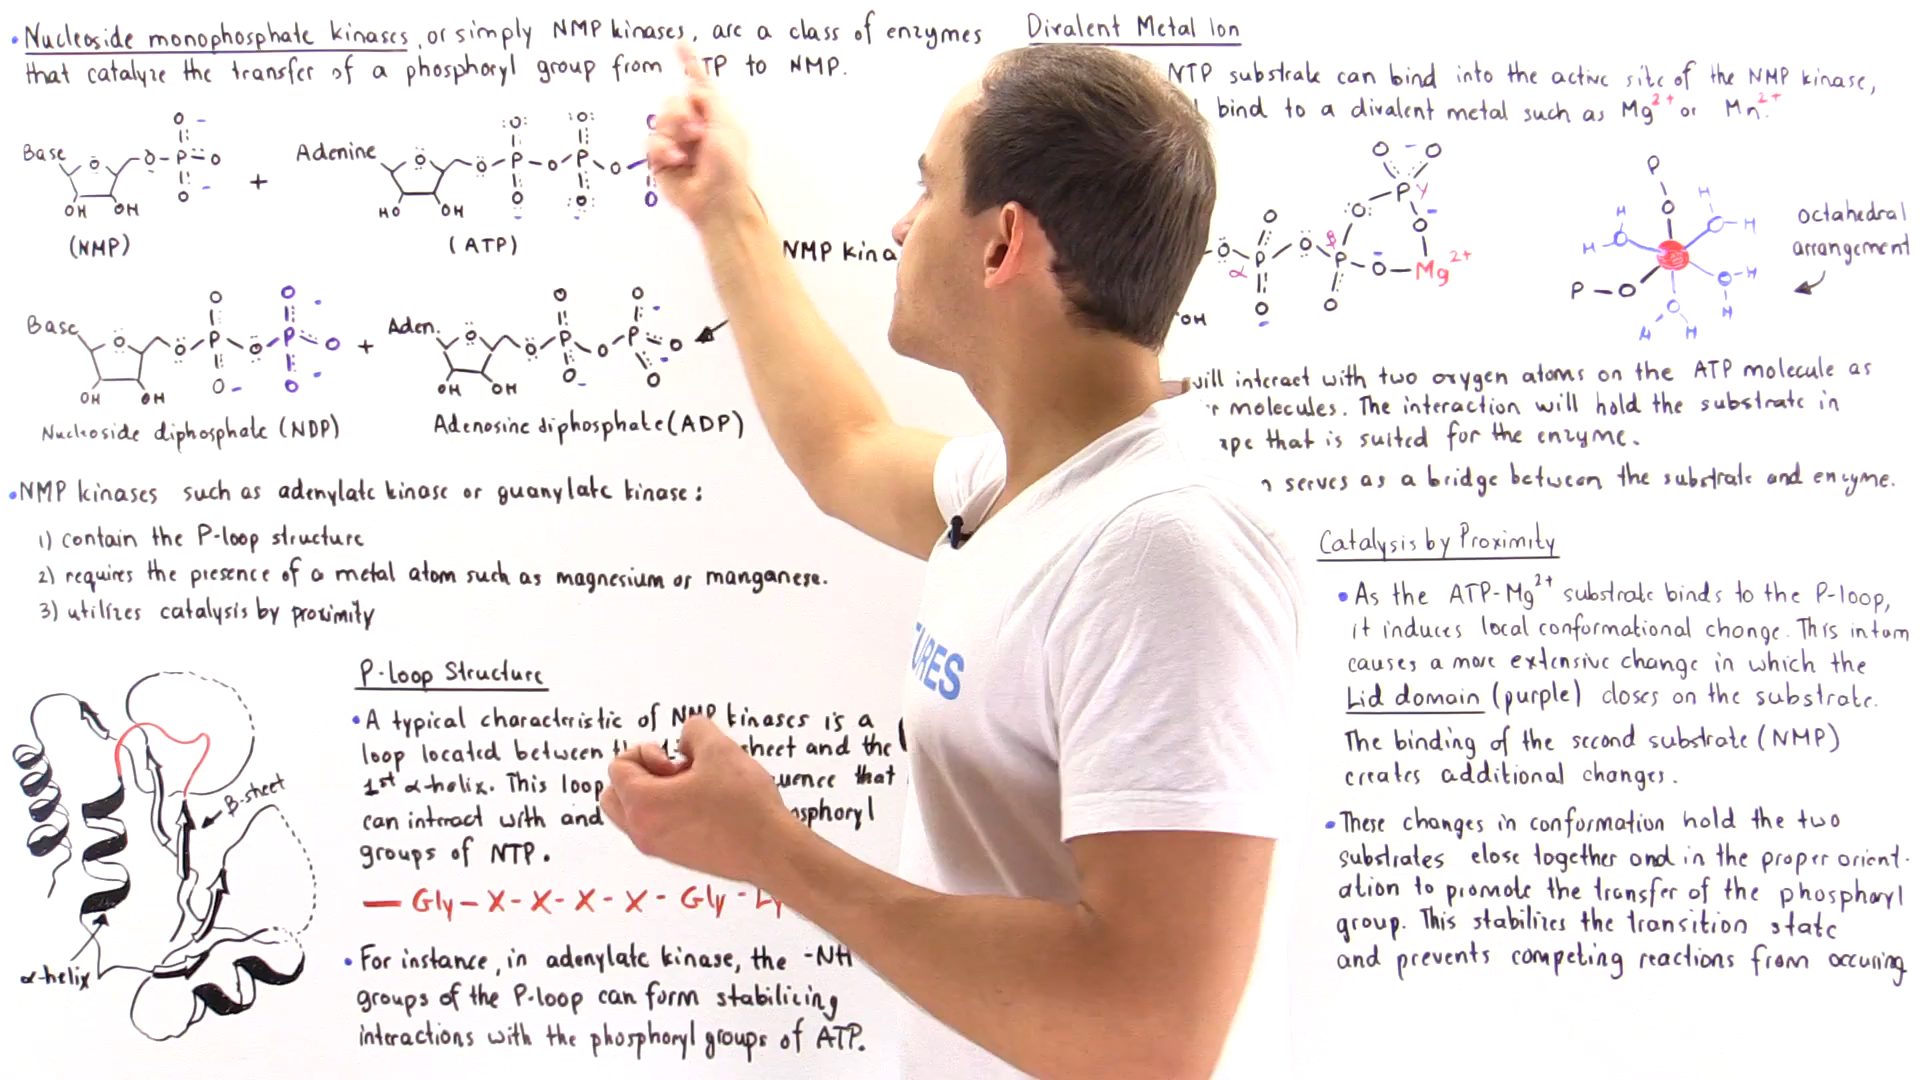 • Nucleoside monophosphate kinases, or simply NMP kinases, are a class of enzymes
that catalyze the transfer of a phosphoryl group from TP to NMP.
Base
O
O
P
O
O
O
-
-
OH OH
(NMP)
+
Adenine
O
O
P
O
P
O
O
O
O
O
O
O
HO OH
(ATP)
NMP kina
Base
O
O
P
O
P
O
O
O
O
O
OH OH
Nucleoside diphosphate (NDP)
+
Aden.
O
O
P
O
P
O
O
O
O
O
OH OH
Adenosine diphosphate (ADP)
• NMP kinases such as adenylate kinase or guanylate kinase:
1) contain the P-loop structure
2) requires the presence of a metal atom such as magnesium or manganese.
3) utilizes catalysis by proximity
B-sheet
α-helix
P-loop Structure
• A typical characteristic of NMP kinases is a
loop located between sheet and the
1st α-helix. This loop uence that
can interact with and osphoryl
groups of NTP.
— Gly - X - X - X - X - Gly - Ly
• For instance, in adenylate kinase, the -NH
groups of the P-loop can form stabilizing
interactions with the phosphoryl groups of ATP.
Divalent Metal Ion
NTP substrate can bind into the active site of the NMP kinase,
bind to a divalent metal such as Mg2+ or Mn2+.
O
P
O
O
P
O
O
P
O
O
O
O
α
β
γ
Mg2+
OH
P
O
P - O
O
H
H
O
H
H
O
H
H
O
H
H
octahedral
arrangement
will interact with two oxygen atoms on the ATP molecule as
r molecules. The interaction will hold the substrate in
ape that is suited for the enzyme.
n serves as a bridge between the substrate and enzyme.
Catalysis by Proximity
• As the ATP-Mg2+ substrate binds to the P-loop,
it induces local conformational change. This in turn
causes a more extensive change in which the
Lid domain (purple) closes on the substrate.
The binding of the second substrate (NMP)
creates additional changes.
• These changes in conformation hold the two
substrates close together and in the proper orient-
ation to promote the transfer of the phosphoryl
group. This stabilizes the transition state
and prevents competing reactions from occuring
URES